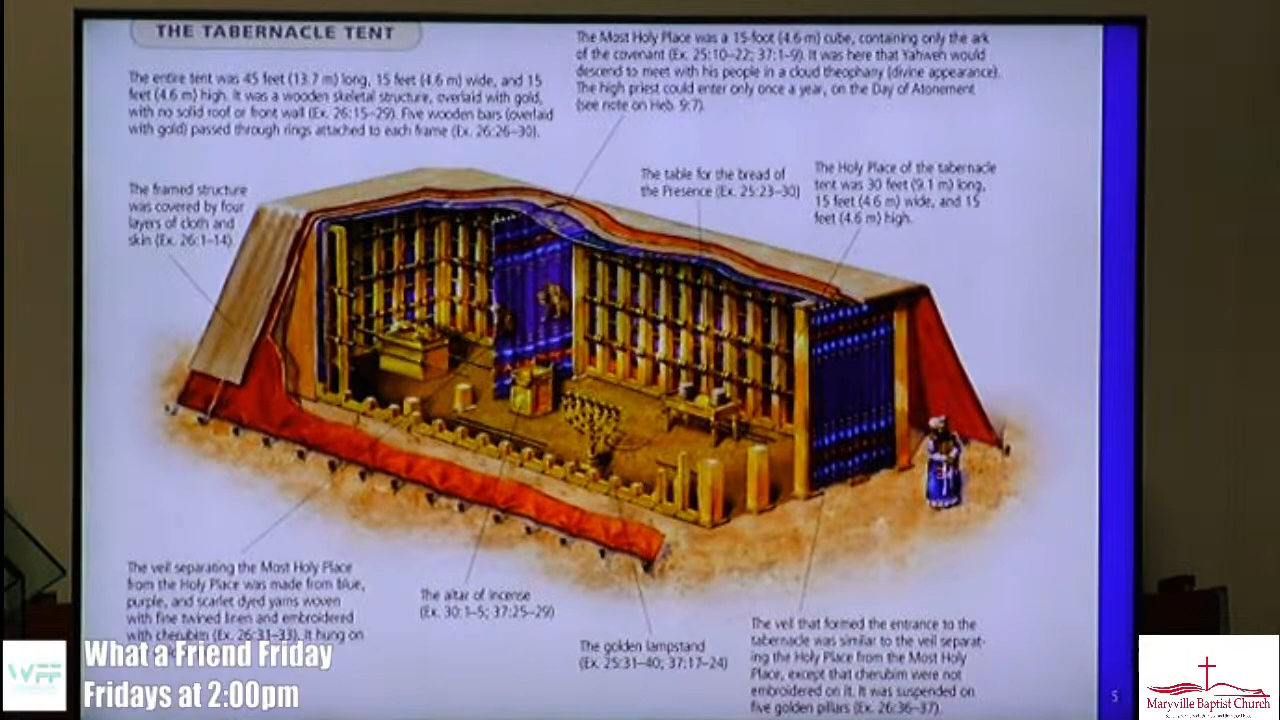 THE TABERNACLE TENT
The entire tent was 45 feet (13.7 m) long, 15 feet (4.6 m) wide, and 15
feet (4.6 m) high. It was a wooden skeletal structure, overlaid with gold,
with no solid roof or front wall (Ex. 26:15–29). Five wooden bars (overlaid
with gold) passed through rings attached to each frame (Ex. 26:26–30).
The Most Holy Place was a 15-foot (4.6 m) cube, containing only the ark
of the covenant (Ex. 25:10–22; 37:1–9). It was here that Yahweh would
descend to meet with his people in a cloud theophany (divine appearance).
The high priest could enter only once a year, on the Day of Atonement
(see note on Heb. 9:7).
The framed structure
was covered by four
layers of cloth and
skin (Ex. 26:1–14).
The table for the bread of
the Presence (Ex. 25:23–30)
The Holy Place of the tabernacle
tent was 30 feet (9.1 m) long,
15 feet (4.6 m) wide, and 15
feet (4.6 m) high.
The veil separating the Most Holy Place
from the Holy Place was made from blue,
purple, and scarlet dyed yarns woven
with fine twined linen and embroidered
with cherubim (Ex. 26:31–33). It hung on
The altar of incense
(Ex. 30:1–5; 37:25–29)
The golden lampstand
(Ex. 25:31–40; 37:17–24)
The veil that formed the entrance to the
tabernacle was similar to the veil separat-
ing the Holy Place from the Most Holy
Place, except that cherubim were not
embroidered on it. It was suspended on
five golden pillars (Ex. 26:36–37).
5
WFF
What a Friend Friday
Fridays at 2:00pm
Maryville Baptist Church